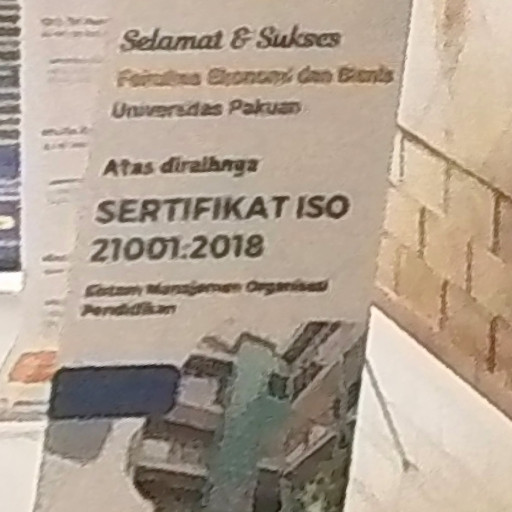 Selamat & Sukses
Fakultas Ekonomi dan Bisnis
Universitas Pakuan
Atas diraihnya
SERTIFIKAT ISO
21001:2018
Sistem Manajemen Organisasi
Pendidikan